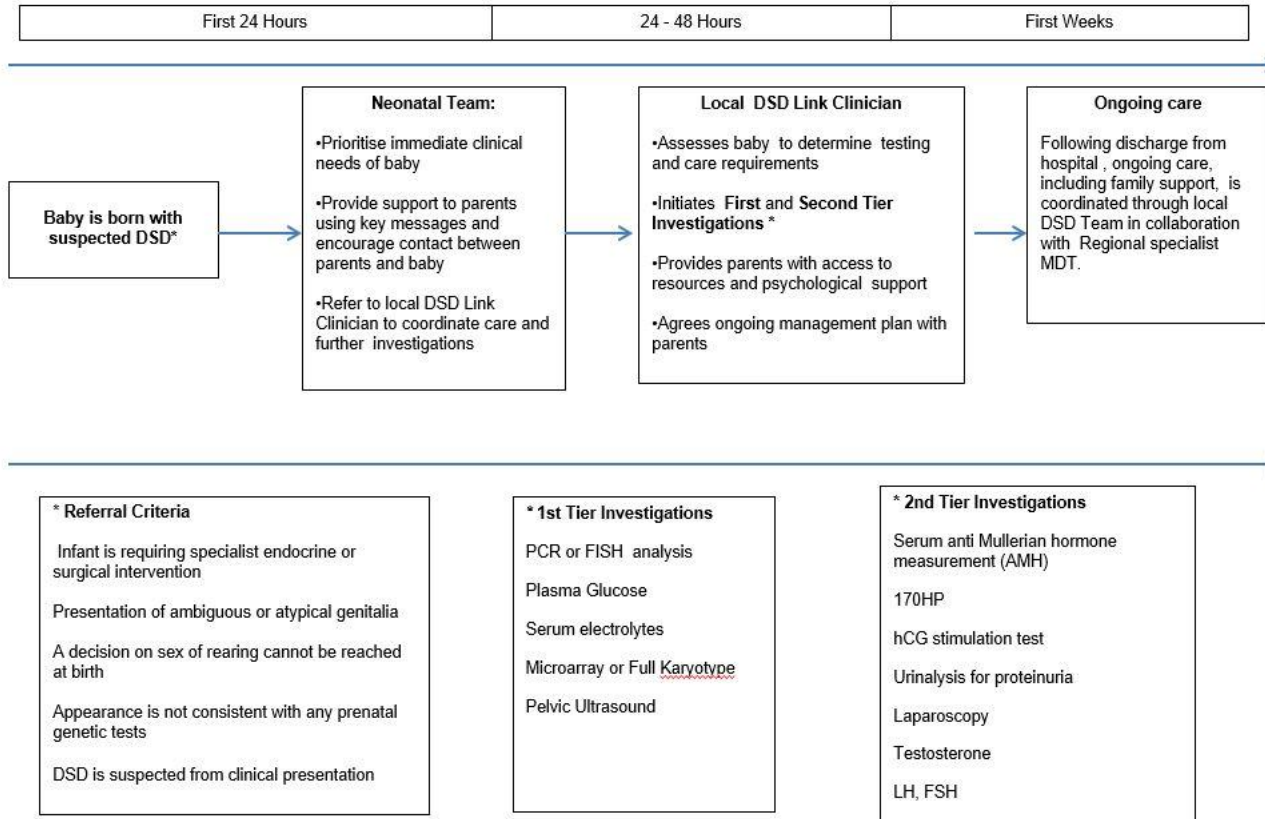 First 24 Hours
24 - 48 Hours
First Weeks
Baby is born with
suspected DSD*
Neonatal Team:
•Prioritise immediate clinical
needs of baby
•Provide support to parents
using key messages and
encourage contact between
parents and baby
•Refer to local DSD Link
Clinician to coordinate care and
further investigations
Local DSD Link Clinician
•Assesses baby to determine testing
and care requirements
•Initiates First and Second Tier
Investigations *
•Provides parents with access to
resources and psychological support
•Agrees ongoing management plan with
parents
Ongoing care
Following discharge from
hospital , ongoing care,
including family support, is
coordinated through local
DSD Team in collaboration
with Regional specialist
MDT.
* Referral Criteria
Infant is requiring specialist endocrine or
surgical intervention
Presentation of ambiguous or atypical genitalia
A decision on sex of rearing cannot be reached
at birth
Appearance is not consistent with any prenatal
genetic tests
DSD is suspected from clinical presentation
* 1st Tier Investigations
PCR or FISH analysis
Plasma Glucose
Serum electrolytes
Microarray or Full Karyotype
Pelvic Ultrasound
* 2nd Tier Investigations
Serum anti Mullerian hormone
measurement (AMH)
170HP
hCG stimulation test
Urinalysis for proteinuria
Laparoscopy
Testosterone
LH, FSH